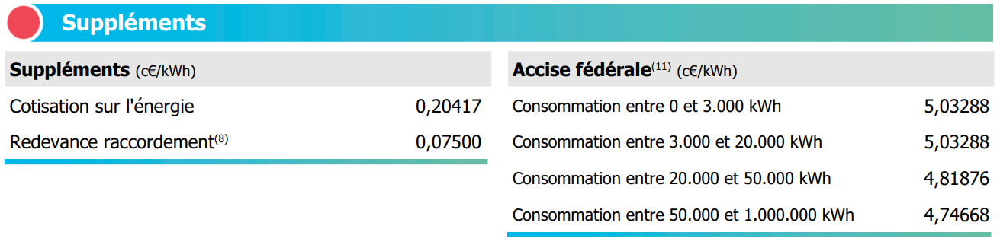 Suppléments
Suppléments (c€/kWh)
Cotisation sur l'énergie 0,20417
Redevance raccordement(8) 0,07500
Accise fédérale(11) (c€/kWh)
Consommation entre 0 et 3.000 kWh 5,03288
Consommation entre 3.000 et 20.000 kWh 5,03288
Consommation entre 20.000 et 50.000 kWh 4,81876
Consommation entre 50.000 et 1.000.000 kWh 4,74668